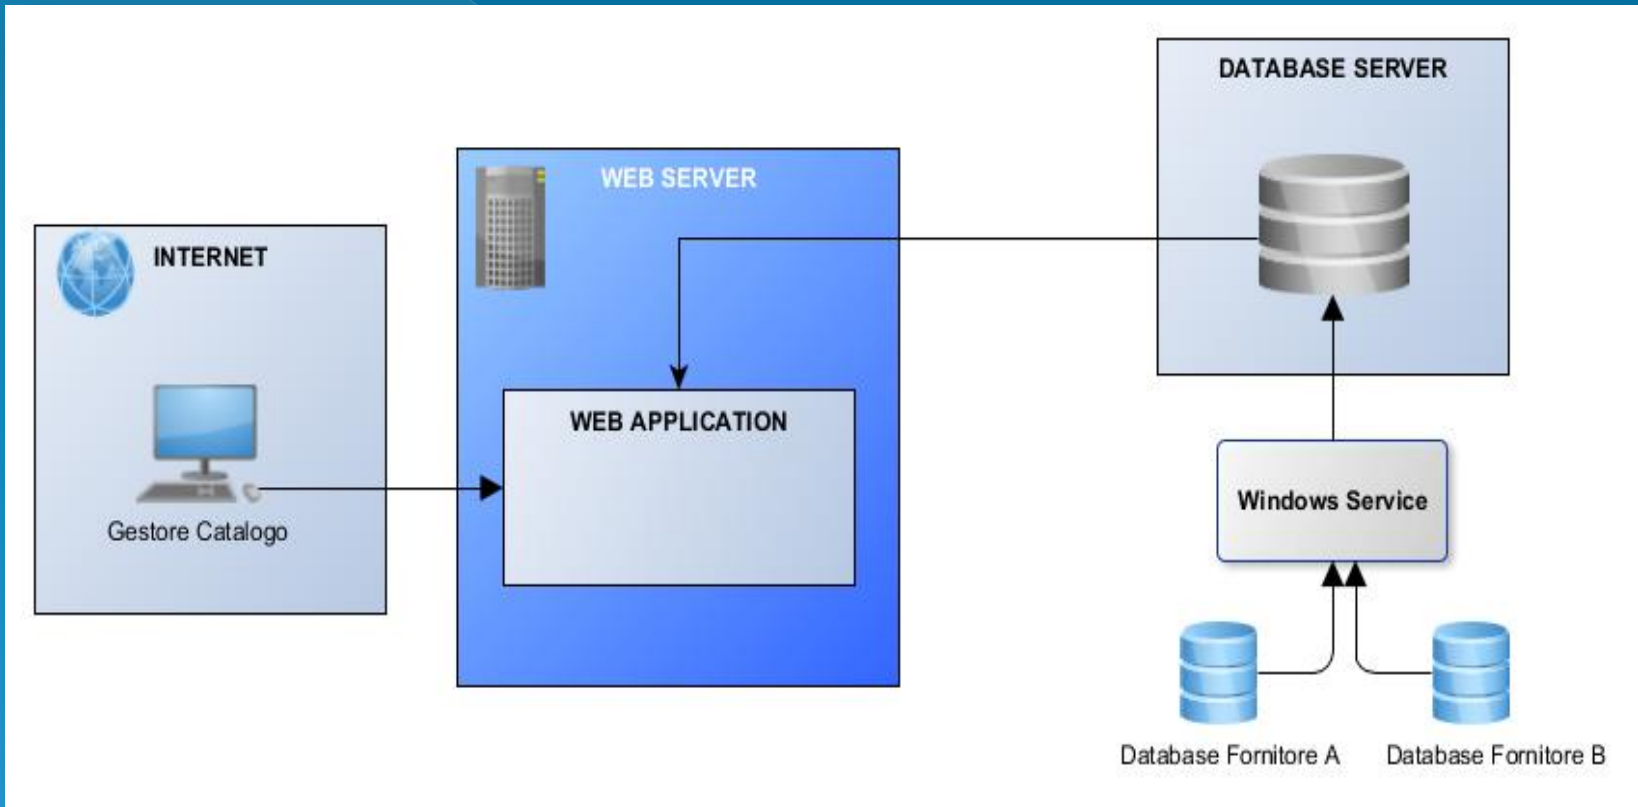 DATABASE SERVER
WEB SERVER
INTERNET
WEB APPLICATION
Gestore Catalogo
Windows Service
Database Fornitore A
Database Fornitore B